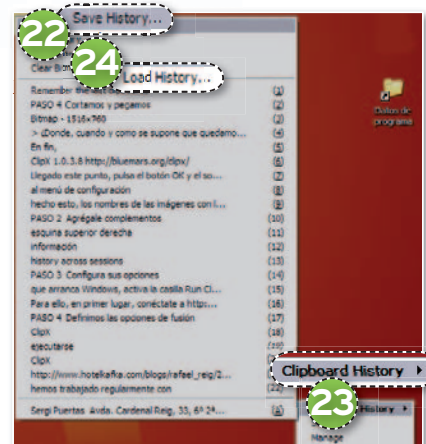 Save History...
22
24
Clear Bitm
Load History...
Remember the
(1)
PASO 4 Cortamos y pegamos (2)
Bitmap - 1516x760 (3)
> ¿Donde, cuando y como se supone que quedamo... (4)
En fin, (5)
ClipX 1.0.3.8 http://bluemars.org/clipx/ (6)
Llegado este punto, pulsa el botón OK y el so... (7)
al menú de configuración (8)
hecho esto, los nombres de las imágenes con l... (9)
PASO 2 Agrégale complementos (10)
esquina superior derecha (11)
información (12)
history across sessions (13)
PASO 3 Configura sus opciones (14)
que arranca Windows, activa la casilla Run Cl... (15)
Para ello, en primer lugar, conéctate a http:... (16)
PASO 4 Definimos las opciones de fusión (17)
ClipX (18)
ejecutarse (19)
ClipX
http://www.hotelkafka.com/blogs/rafael_reig/2...
hemos trabajado regularmente con (22)
Sergi Puertas Avda. Cardenal Reig, 33, 6º 2ª...
Datos de
programa
Clipboard History
23
History
Manage